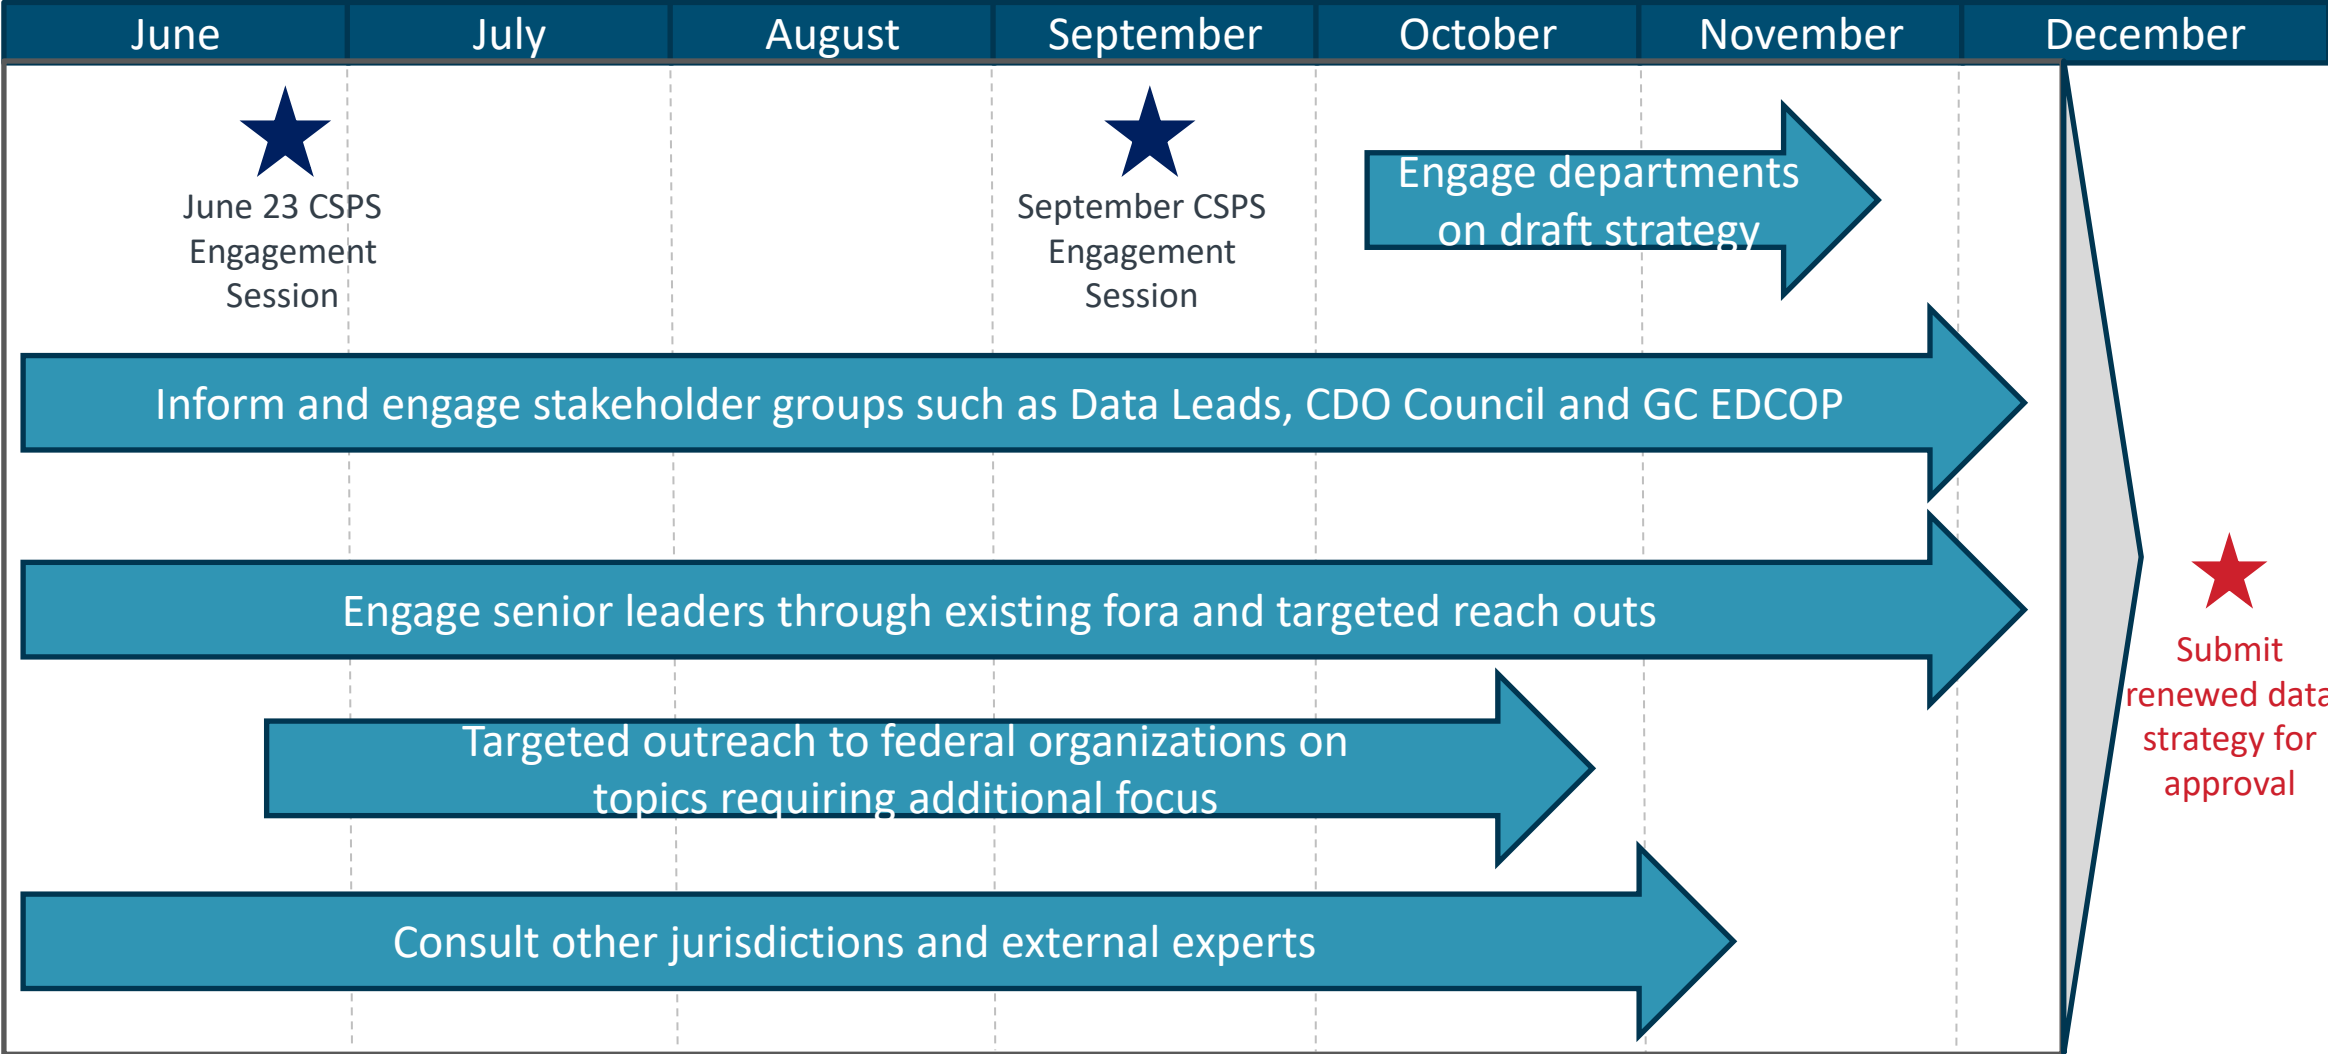 June July August September October November December
June 23 CSPS
Engagement
Session
September CSPS
Engagement
Session
Engage departments
on draft strategy
Inform and engage stakeholder groups such as Data Leads, CDO Council and GC EDCOP
Engage senior leaders through existing fora and targeted reach outs
Targeted outreach to federal organizations on
topics requiring additional focus
Consult other jurisdictions and external experts
Submit
renewed data
strategy for
approval